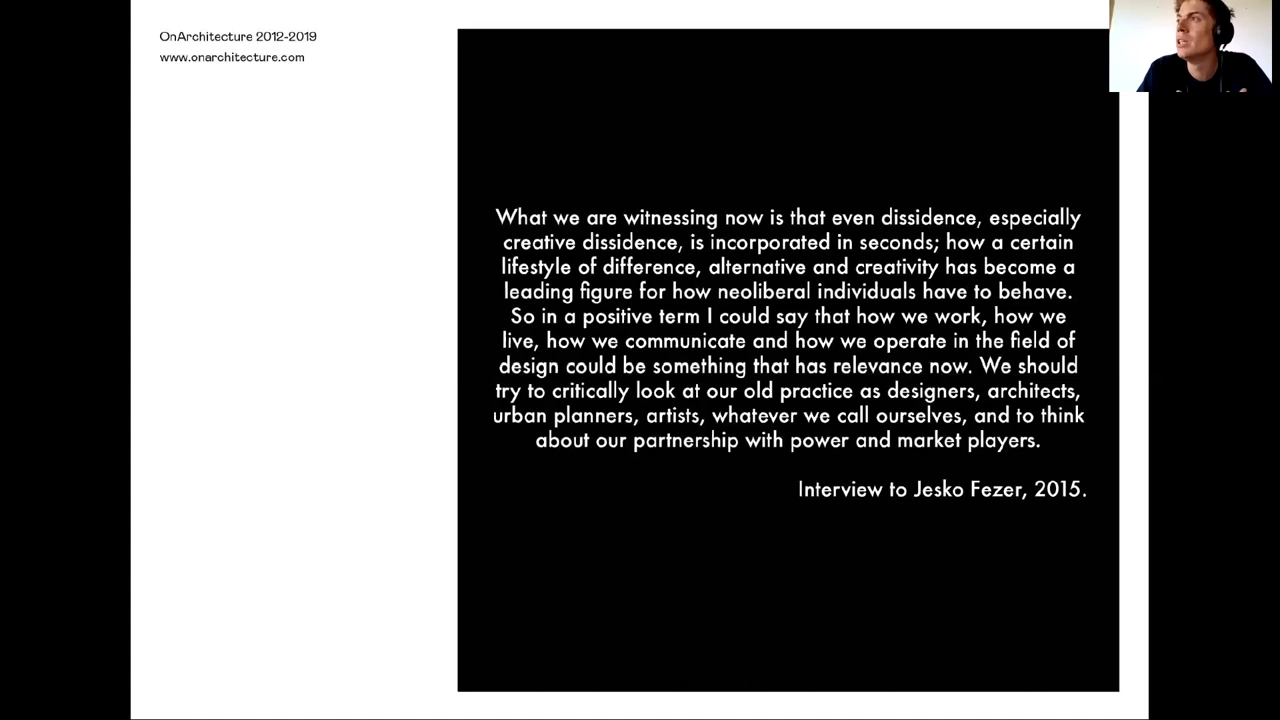 OnArchitecture 2012-2019
www.onarchitecture.com
What we are witnessing now is that even dissidence, especially
creative dissidence, is incorporated in seconds; how a certain
lifestyle of difference, alternative and creativity has become a
leading figure for how neoliberal individuals have to behave.
So in a positive term I could say that how we work, how we
live, how we communicate and how we operate in the field of
design could be something that has relevance now. We should
try to critically look at our old practice as designers, architects,
urban planners, artists, whatever we call ourselves, and to think
about our partnership with power and market players.
Interview to Jesko Fezer, 2015.